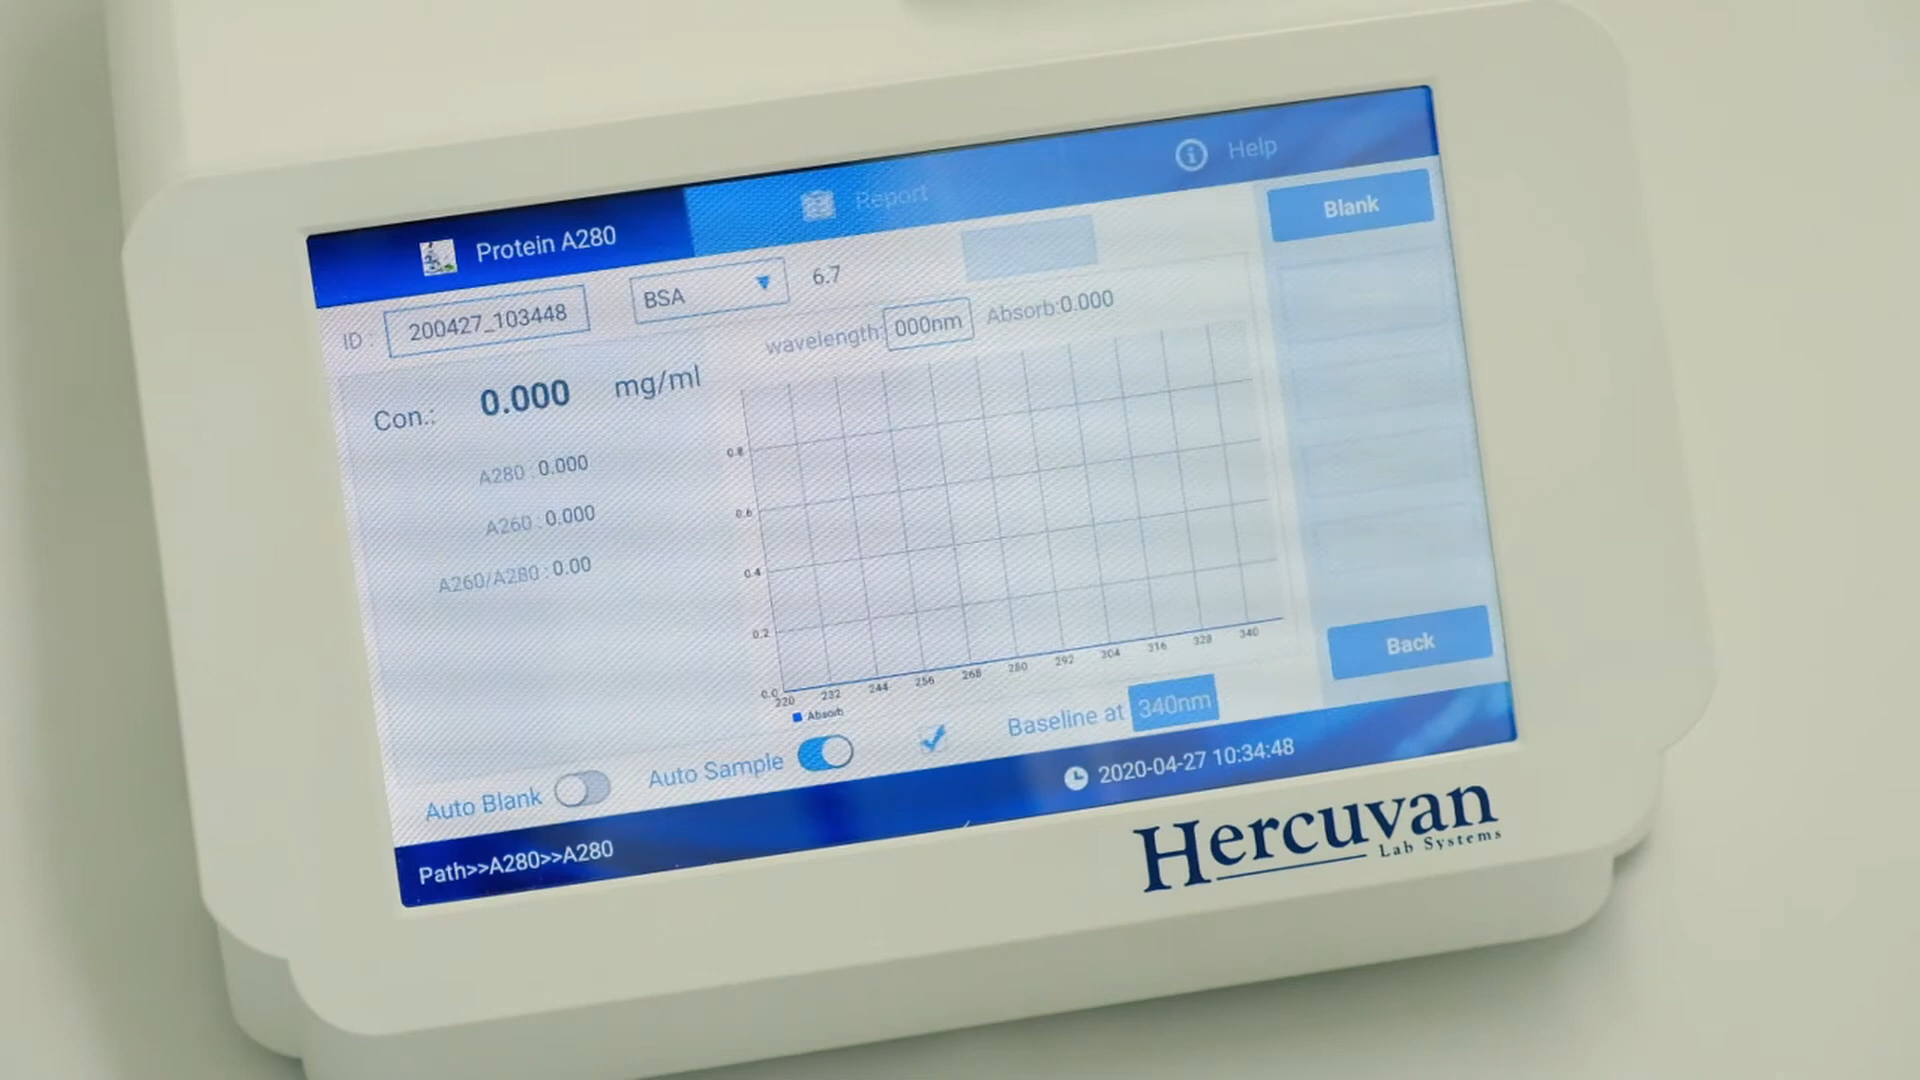 Protein A280
Report
Help
ID : 200427_103448
BSA
6.7
Blank
wavelength: 000nm Absorb:0.000
Con.: 0.000 mg/ml
A280 : 0.000
A260 : 0.000
A260/A280 : 0.00
0.8
0.6
0.4
0.2
0.0
220 232 244 256 268 280 292 304 316 328 340
Absorb
Back
Auto Blank
Auto Sample
Baseline at 340nm
Path>>A280>>A280
2020-04-27 10:34:48
Hercuvan
Lab Systems